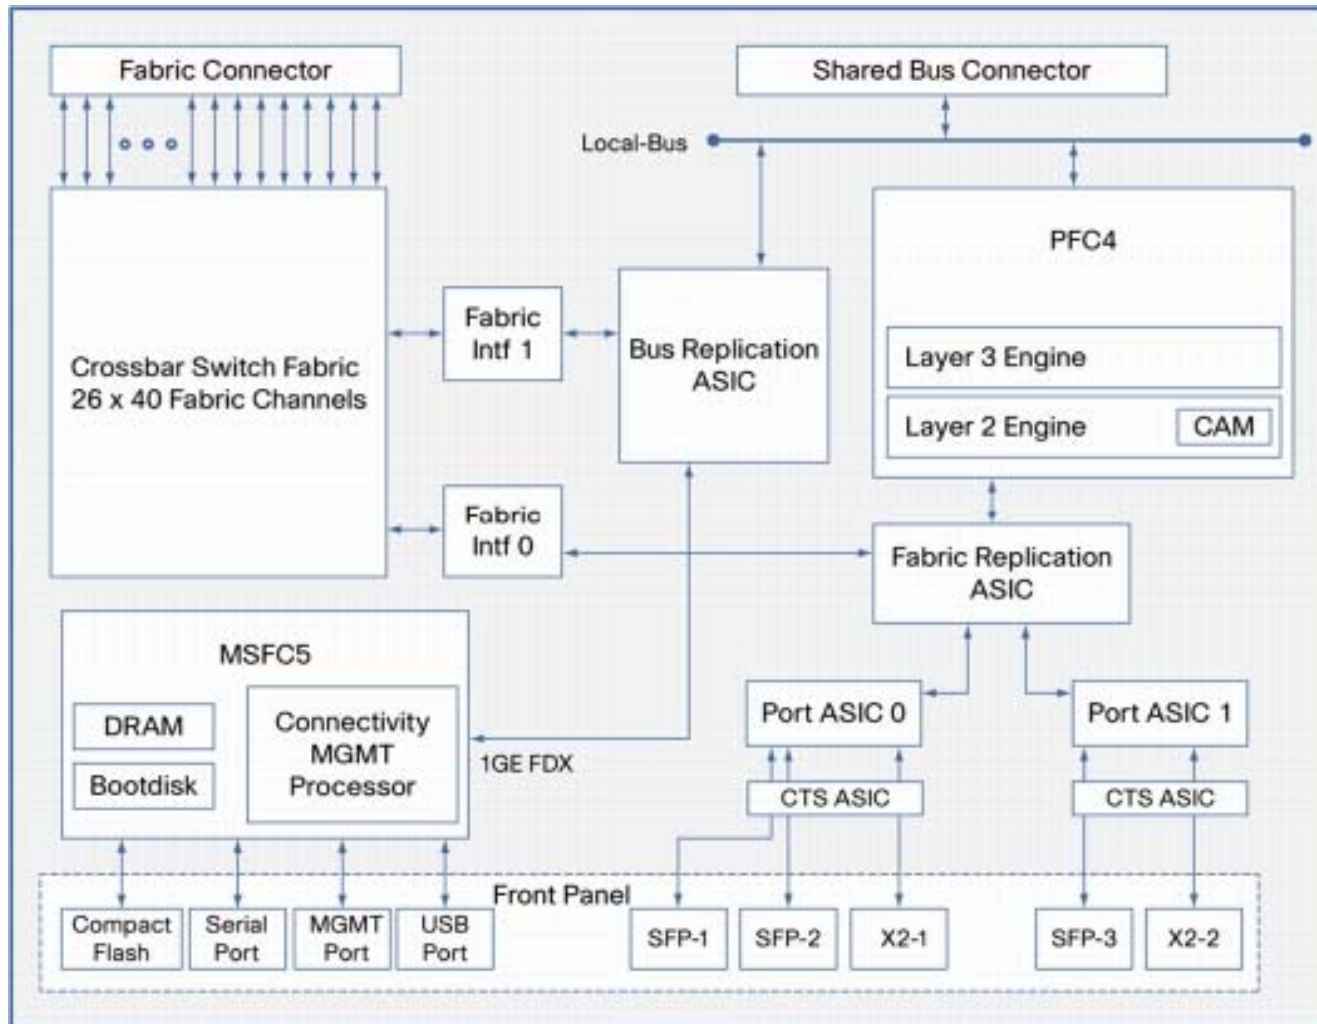 Fabric Connector
Shared Bus Connector
Local-Bus
PFC4
Fabric
Intf 1
Bus Replication
ASIC
Crossbar Switch Fabric
26 x 40 Fabric Channels
Layer 3 Engine
Layer 2 Engine
CAM
Fabric
Intf 0
Fabric Replication
ASIC
MSFC5
DRAM
Bootdisk
Connectivity
MGMT
Processor
1GE FDX
Port ASIC 0
Port ASIC 1
CTS ASIC
CTS ASIC
Front Panel
Compact
Flash
Serial
Port
MGMT
Port
USB
Port
SFP-1
SFP-2
X2-1
SFP-3
X2-2